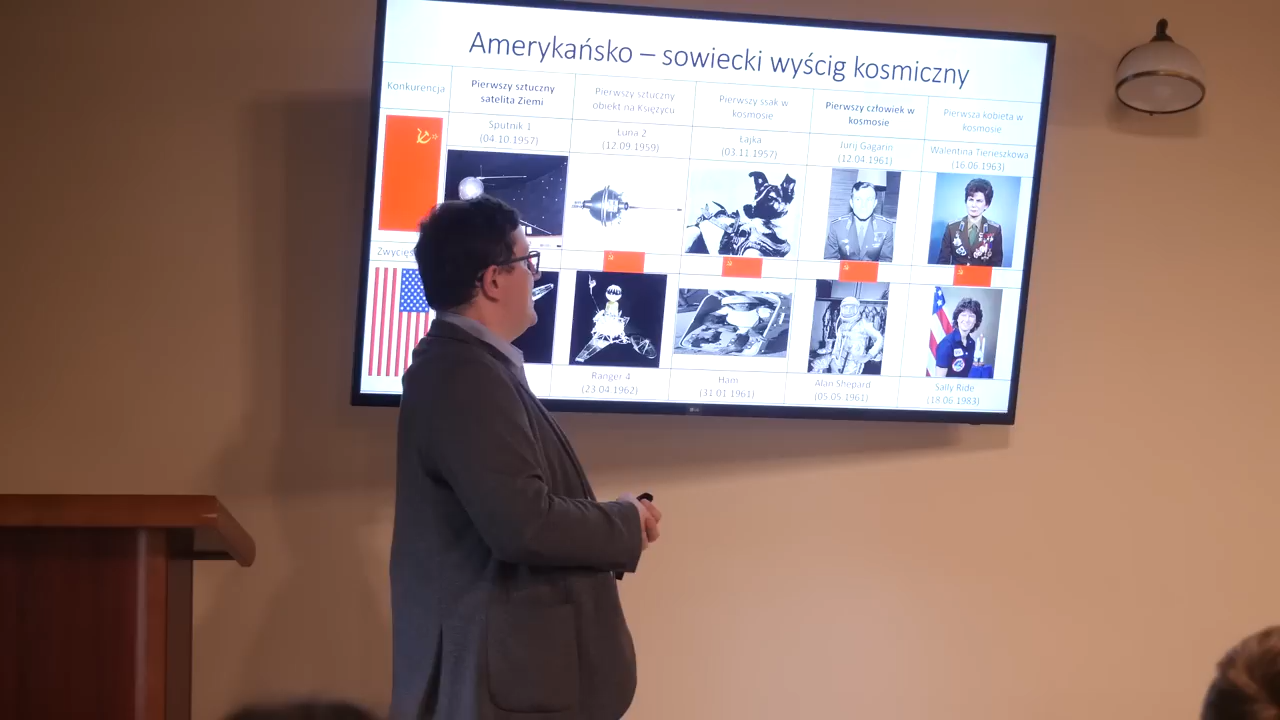 Amerykańsko – sowiecki wyścig kosmiczny
Konkurencja
Pierwszy sztuczny
satelita Ziemi
Pierwszy sztuczny
obiekt na Księżycu
Pierwszy ssak w
kosmosie
Pierwszy człowiek w
kosmosie
Pierwsza kobieta w
kosmosie
Sputnik 1
(04.10.1957)
Łuna 2
(12.09.1959)
Łajka
(03.11.1957)
Jurij Gagarin
(12.04.1961)
Walentina Tierieszkowa
(16.06.1963)
Ranger 4
(23.04.1962)
Ham
(31.01.1961)
Alan Shepard
(05.05.1961)
Sally Ride
(18.06.1983)
LG